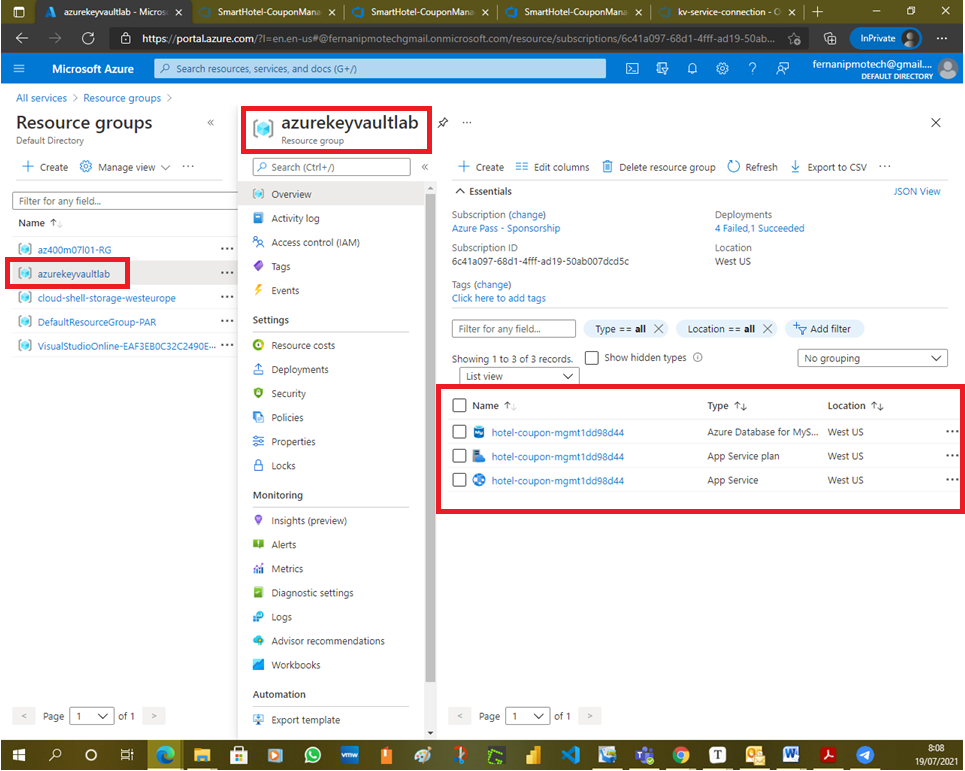 azurekeyvaultlab - Micros
SmartHotel-CouponMana
SmartHotel-CouponMana
SmartHotel-CouponMana
kv-service-connection - O
https://portal.azure.com/?l=en.en-us#@fernanipmotechgmail.onmicrosoft.com/resource/subscriptions/6c41a097-68d1-4fff-ad19-50ab...
InPrivate
Microsoft Azure
Search resources, services, and docs (G+/)
fernanipmotech@gmail....
DEFAULT DIRECTORY
All services > Resource groups >
Resource groups
Default Directory
Create
Manage view
Filter for any field...
Name
az400m07l01-RG
azurekeyvaultlab
cloud-shell-storage-westeurope
DefaultResourceGroup-PAR
VisualStudioOnline-EAF3EB0C32C2490E...
Page 1 of 1
azurekeyvaultlab
Resource group
Search (Ctrl+/)
Overview
Activity log
Access control (IAM)
Tags
Events
Settings
Resource costs
Deployments
Security
Policies
Properties
Locks
Monitoring
Insights (preview)
Alerts
Metrics
Diagnostic settings
Logs
Advisor recommendations
Workbooks
Automation
Export template
Create
Edit columns
Delete resource group
Refresh
Export to CSV
Essentials
JSON View
Subscription (change)
Azure Pass - Sponsorship
Subscription ID
6c41a097-68d1-4fff-ad19-50ab007dcd5c
Deployments
4 Failed,1 Succeeded
Location
West US
Tags (change)
Click here to add tags
Filter for any field...
Type == all
Location == all
Add filter
Showing 1 to 3 of 3 records.
Show hidden types
No grouping
List view
Name Type Location
hotel-coupon-mgmt1dd98d44 Azure Database for MyS... West US
hotel-coupon-mgmt1dd98d44 App Service plan West US
hotel-coupon-mgmt1dd98d44 App Service West US
Page 1 of 1
vmw
T
8:08
19/07/2021